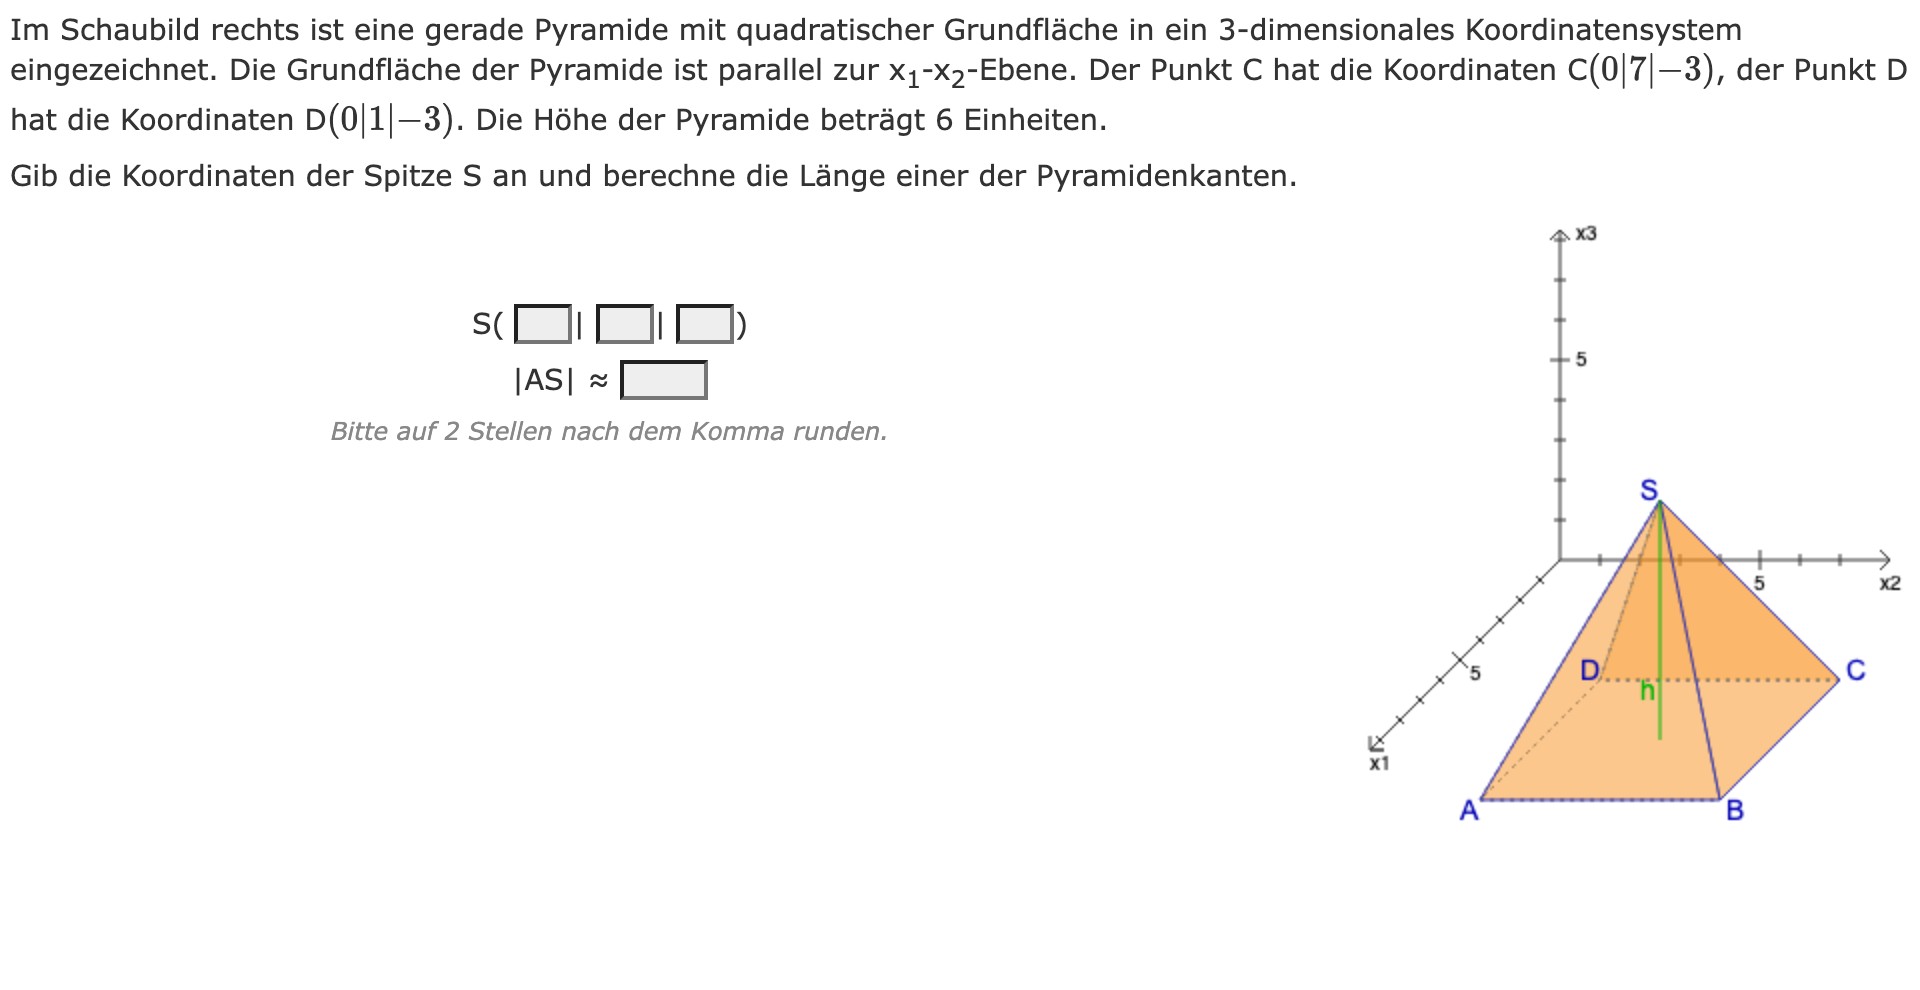 Im Schaubild rechts ist eine gerade Pyramide mit quadratischer Grundfläche in ein 3-dimensionales Koordinatensystem
eingezeichnet. Die Grundfläche der Pyramide ist parallel zur x₁-x₂-Ebene. Der Punkt C hat die Koordinaten C(0|7|−3), der Punkt D
hat die Koordinaten D(0|1|−3). Die Höhe der Pyramide beträgt 6 Einheiten.
Gib die Koordinaten der Spitze S an und berechne die Länge einer der Pyramidenkanten.
S( | | )
|AS| ≈
Bitte auf 2 Stellen nach dem Komma runden.
x3
5
S
5
x2
5
D
C
h
x1
A
B